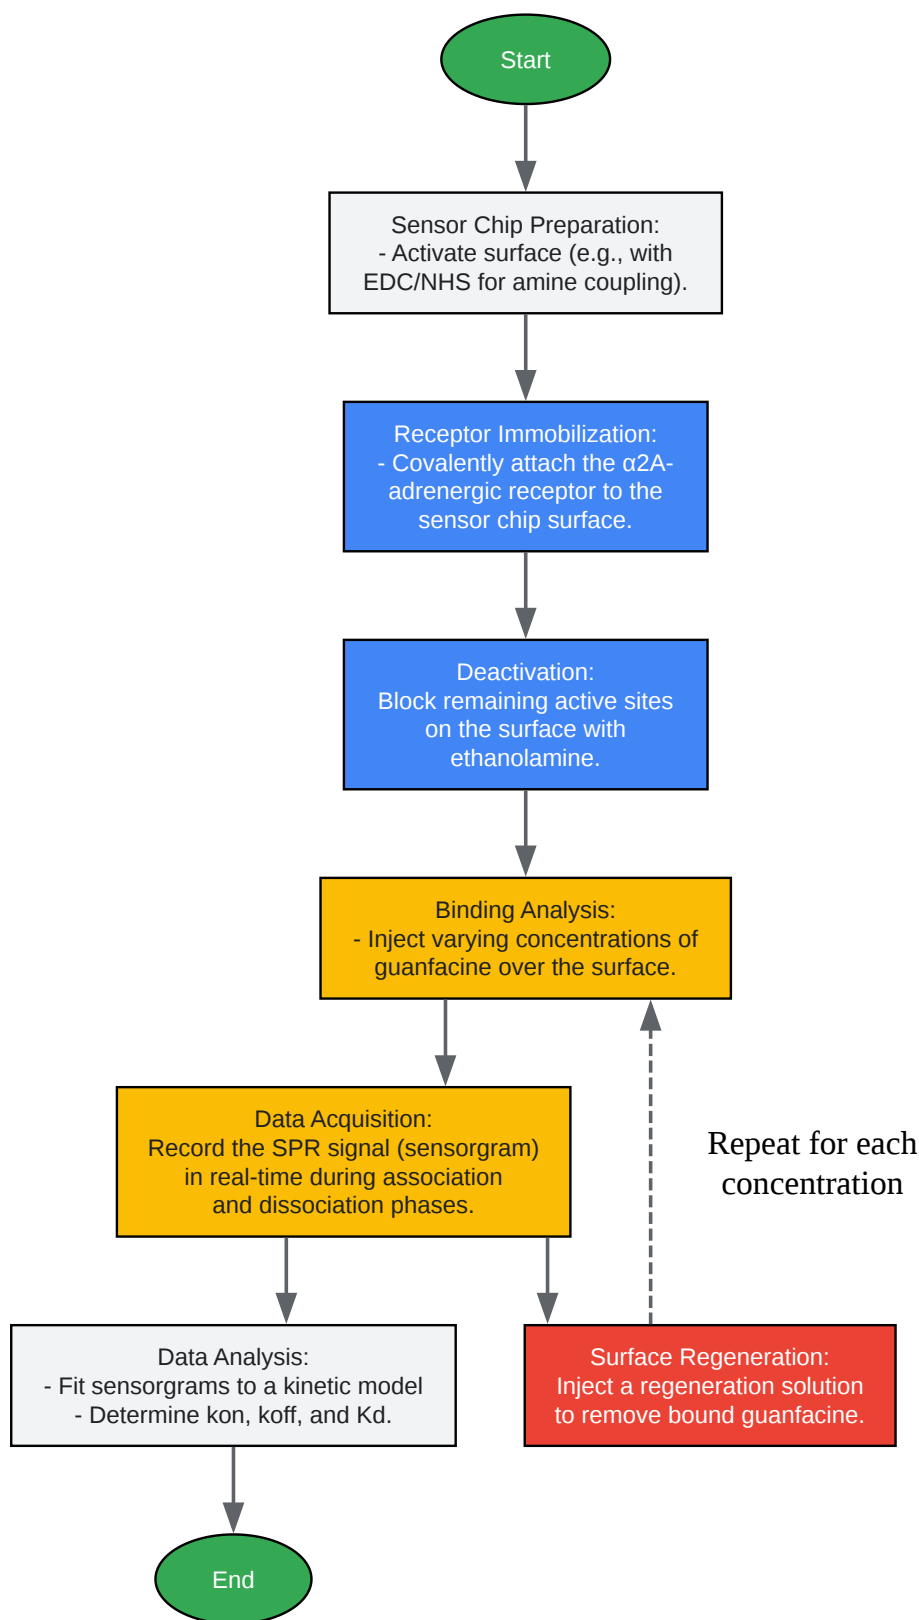 Start
Sensor Chip Preparation:
- Activate surface (e.g., with
EDC/NHS for amine coupling).
Receptor Immobilization:
- Covalently attach the α2A-
adrenergic receptor to the
sensor chip surface.
Deactivation:
Block remaining active sites
on the surface with
ethanolamine.
Binding Analysis:
- Inject varying concentrations of
guanfacine over the surface.
Data Acquisition:
Record the SPR signal (sensorgram)
in real-time during association
and dissociation phases.
Repeat for each
concentration
Data Analysis:
- Fit sensorgrams to a kinetic model
- Determine kon, koff, and Kd.
Surface Regeneration:
Inject a regeneration solution
to remove bound guanfacine.
End